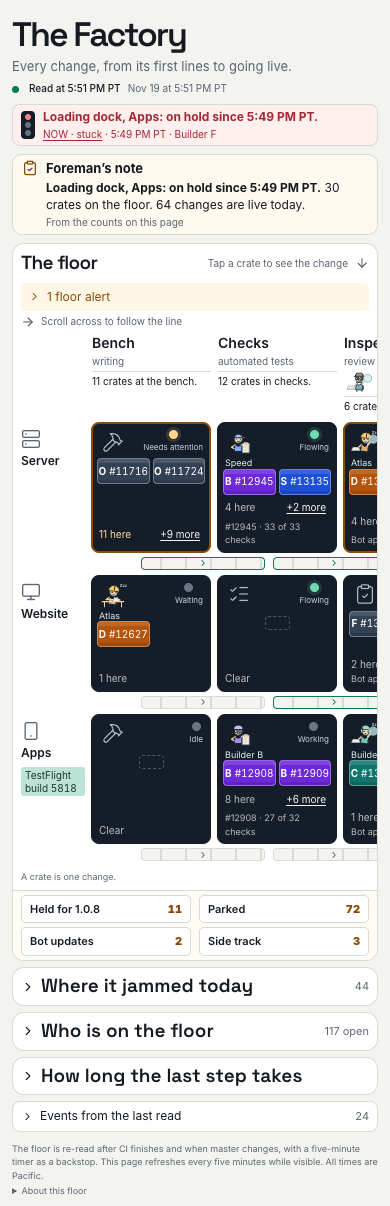 The Factory
Every change, from its first lines to going live.
Read at 5:51 PM PT Nov 19 at 5:51 PM PT
Loading dock, Apps: on hold since 5:49 PM PT.
NOW · stuck · 5:49 PM PT · Builder F
Foreman's note
Loading dock, Apps: on hold since 5:49 PM PT. 30
crates on the floor. 64 changes are live today.
From the counts on this page
The floor
Tap a crate to see the change ↓
1 floor alert
→ Scroll across to follow the line
Bench
writing
11 crates at the bench.
Checks
automated tests
12 crates in checks.
Inspe
review
6 crate
Server
Needs attention
O #11716 O #11724
11 here +9 more
Flowing
Speed
B #12945 S #13135
4 here +2 more
#12945 · 33 of 33
checks
Atlas
D #13
4 here
Bot ap
Website
Waiting
Atlas
D #12627
1 here
Flowing
Clear
F #13
2 here
Bot ap
Apps
TestFlight
build 5818
Idle
Clear
Working
Builder B
B #12908 B #12909
8 here +6 more
#12908 · 27 of 32
checks
Builde
C #12
1 here
Bot ap
A crate is one change.
Held for 1.0.8 11
Parked 72
Bot updates 2
Side track 3
Where it jammed today 44
Who is on the floor 117 open
How long the last step takes
Events from the last read 24
The floor is re-read after CI finishes and when master changes, with a five-minute
timer as a backstop. This page refreshes every five minutes while visible. All times are
Pacific.
About this floor